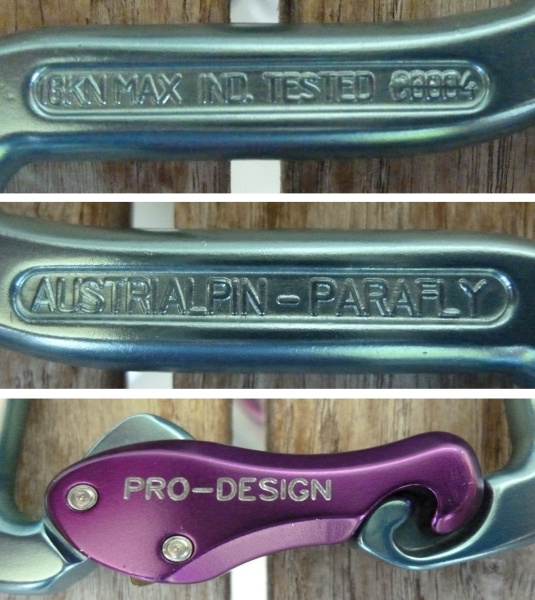 18KN MAX IND. TESTED
AUSTRIALPIN - PARAFLY
PRO-DESIGN